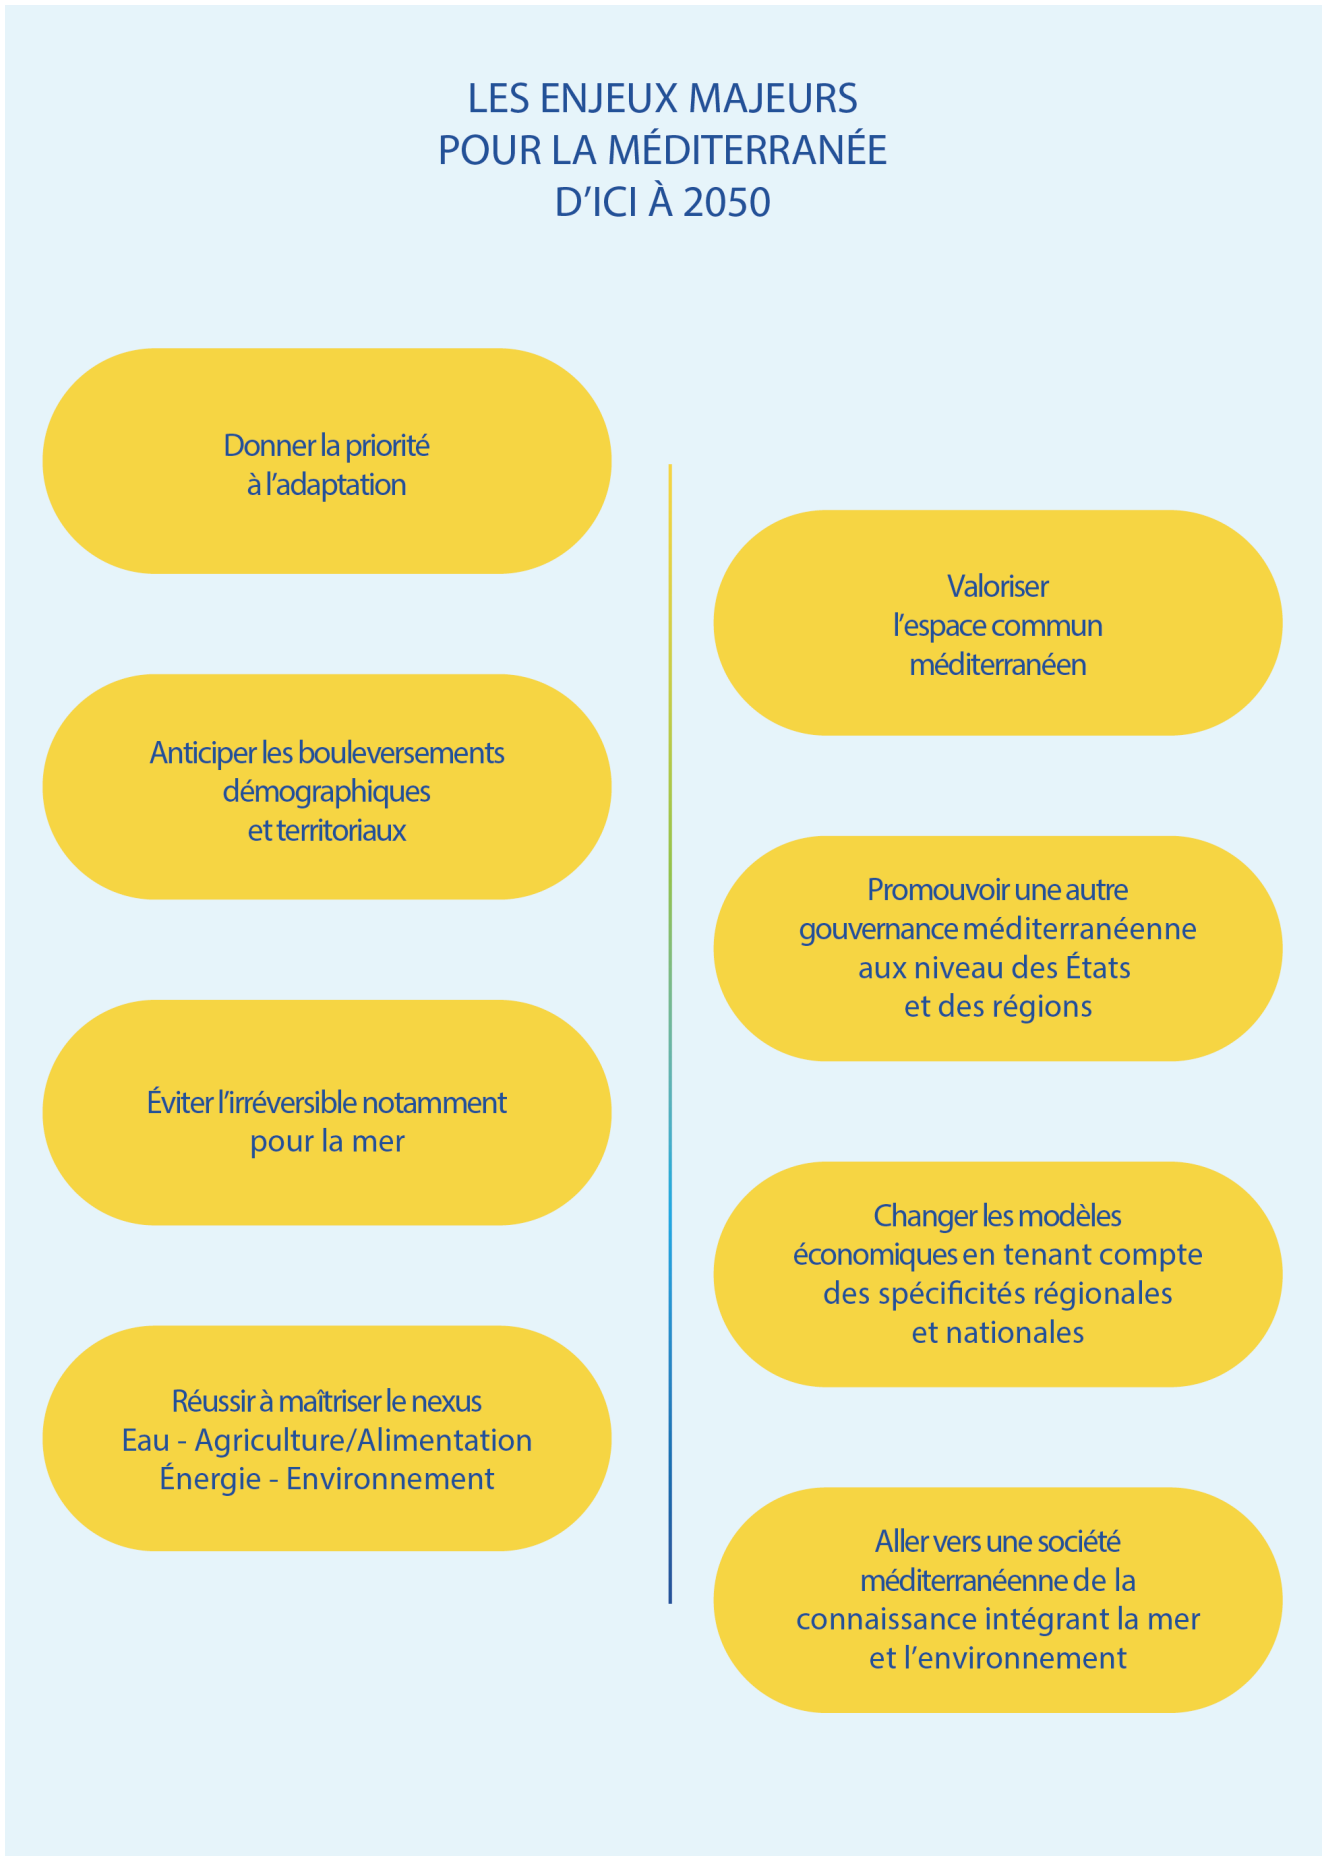 LES ENJEUX MAJEURS
POUR LA MÉDITERRANÉE
D’ICI À 2050
Donner la priorité
à l’adaptation
Valoriser
l’espace commun
méditerranéen
Anticiper les bouleversements
démographiques
et territoriaux
Promouvoir une autre
gouvernance méditerranéenne
aux niveau des États
et des régions
Éviter l’irréversible notamment
pour la mer
Changer les modèles
économiques en tenant compte
des spécificités régionales
et nationales
Réussir à maîtriser le nexus
Eau - Agriculture/Alimentation
Énergie - Environnement
Aller vers une société
méditerranéenne de la
connaissance intégrant la mer
et l’environnement